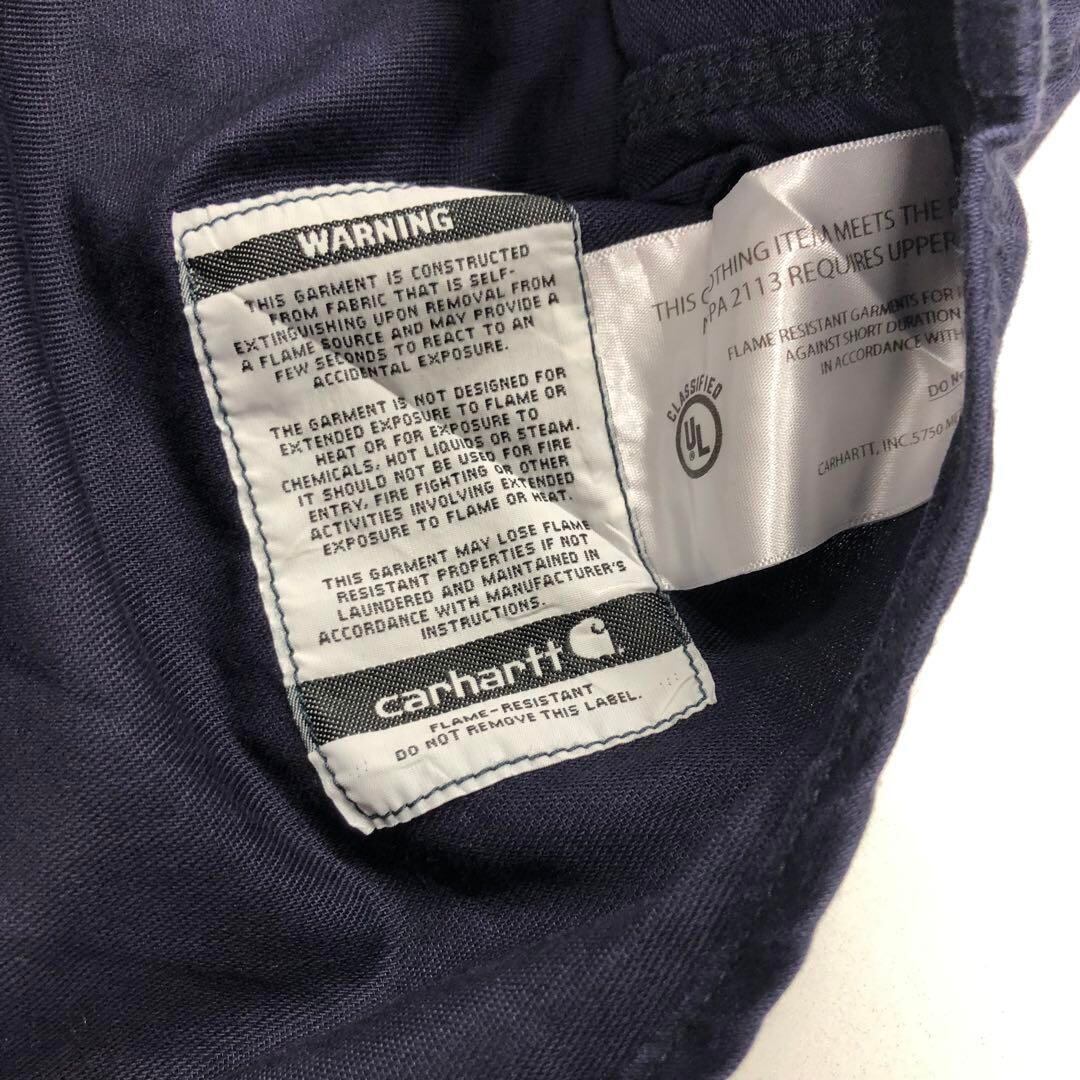 WARNING
THIS GARMENT IS CONSTRUCTED
FROM FABRIC THAT IS SELF-
EXTINGUISHING UPON REMOVAL FROM
A FLAME SOURCE AND MAY PROVIDE A
FEW SECONDS TO REACT TO AN
ACCIDENTAL EXPOSURE.
THE GARMENT IS NOT DESIGNED FOR
EXTENDED EXPOSURE TO FLAME OR
HEAT OR FOR EXPOSURE TO
CHEMICALS, HOT LIQUIDS OR STEAM.
IT SHOULD NOT BE USED FOR FIRE
ENTRY, FIRE FIGHTING OR OTHER
ACTIVITIES INVOLVING EXTENDED
EXPOSURE TO FLAME OR HEAT.
THIS GARMENT MAY LOSE FLAME
RESISTANT PROPERTIES IF NOT
LAUNDERED AND MAINTAINED IN
ACCORDANCE WITH MANUFACTURER'S
INSTRUCTIONS.
carhartt
FLAME-RESISTANT
DO NOT REMOVE THIS LABEL.
THIS CLOTHING ITEM MEETS THE
2113 REQUIRES UPPER
FLAME RESISTANT GARMENTS FOR
AGAINST SHORT DURATION
IN ACCORDANCE WITH
DO
CLASSIFIED
UL
®
CARHARTT, INC. 5750